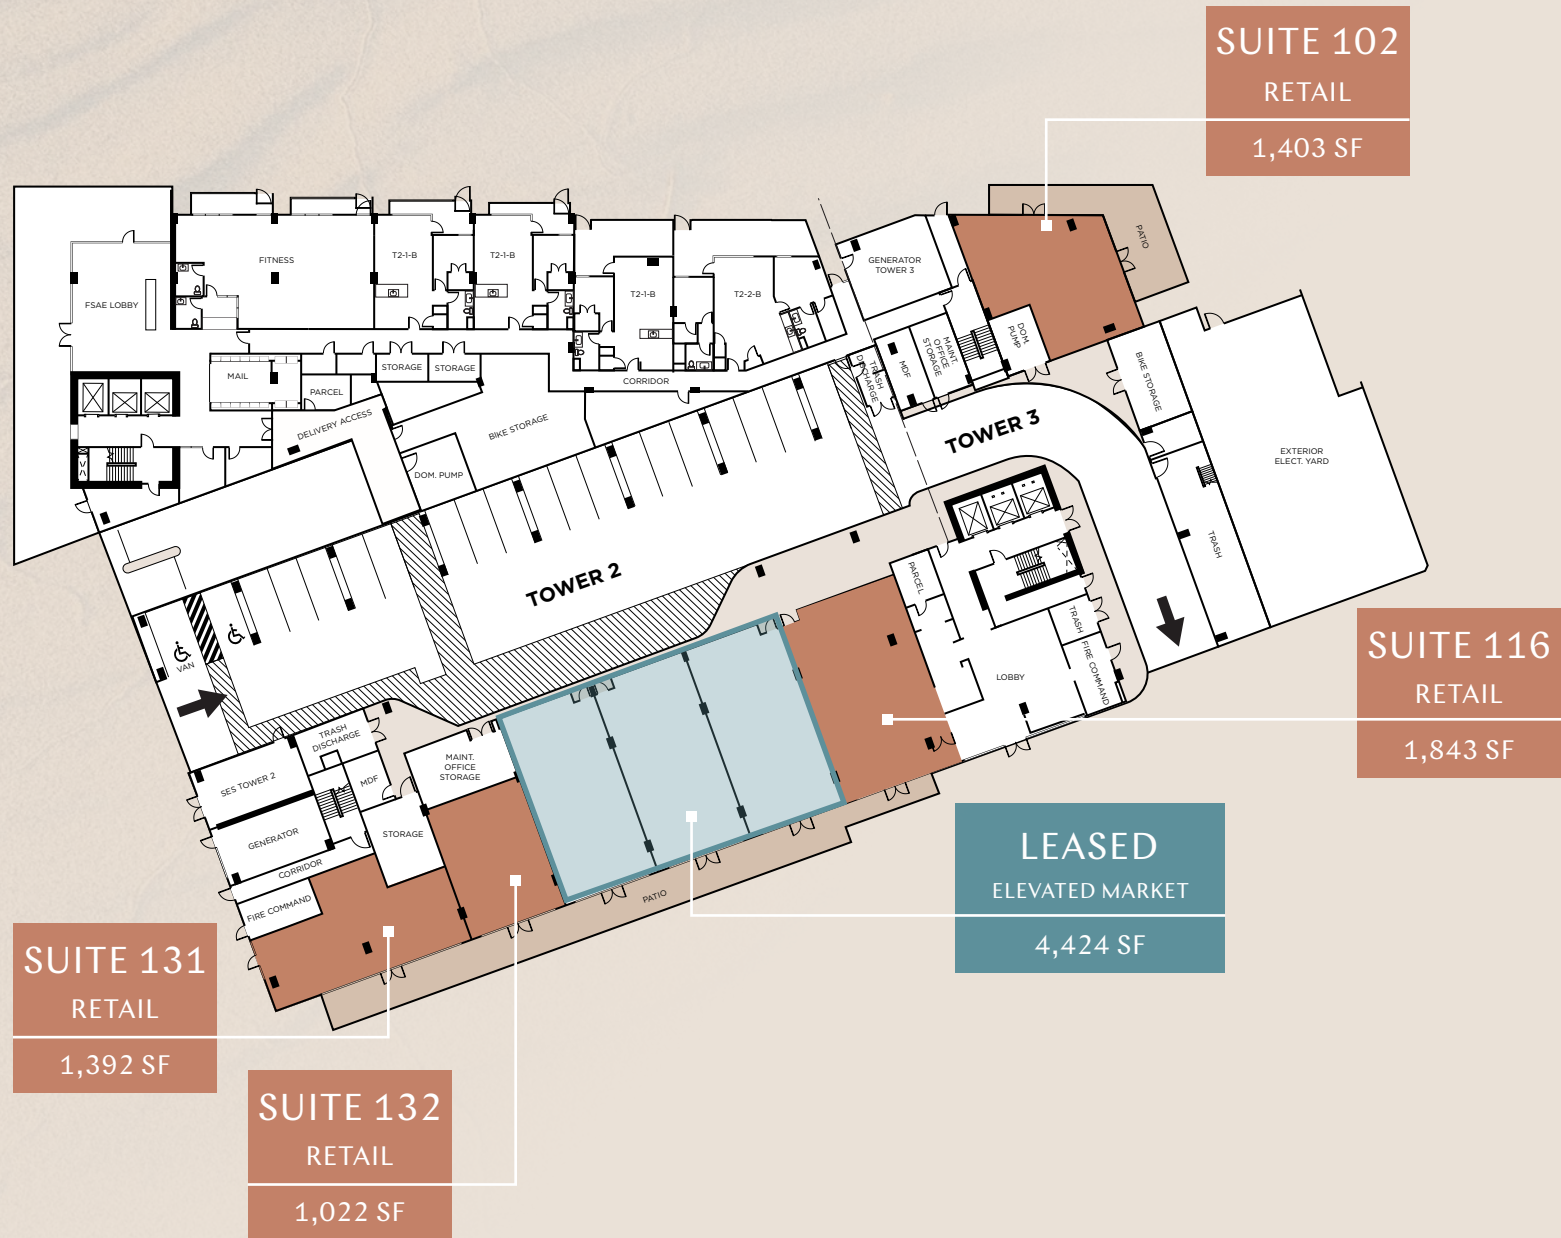 SUITE 102
RETAIL
1,403 SF
PATIO
GENERATOR
TOWER 3
FITNESS
T2-1-B
T2-1-B
T2-1-B
T2-2-B
FSAE LOBBY
DOM.
PUMP
MAINT.
OFFICE
STORAGE
MDF
TRASH
DISCHARGE
BIKE STORAGE
MAIL
PARCEL
STORAGE
STORAGE
CORRIDOR
DELIVERY ACCESS
BIKE STORAGE
DOM. PUMP
TOWER 3
EXTERIOR
ELECT. YARD
TRASH
TOWER 2
PARCEL
TRASH
FIRE COMMAND
LOBBY
VAN
SUITE 116
RETAIL
1,843 SF
TRASH
DISCHARGE
SES TOWER 2
MDF
MAINT.
OFFICE
STORAGE
GENERATOR
STORAGE
CORRIDOR
FIRE COMMAND
PATIO
LEASED
ELEVATED MARKET
4,424 SF
SUITE 131
RETAIL
1,392 SF
SUITE 132
RETAIL
1,022 SF